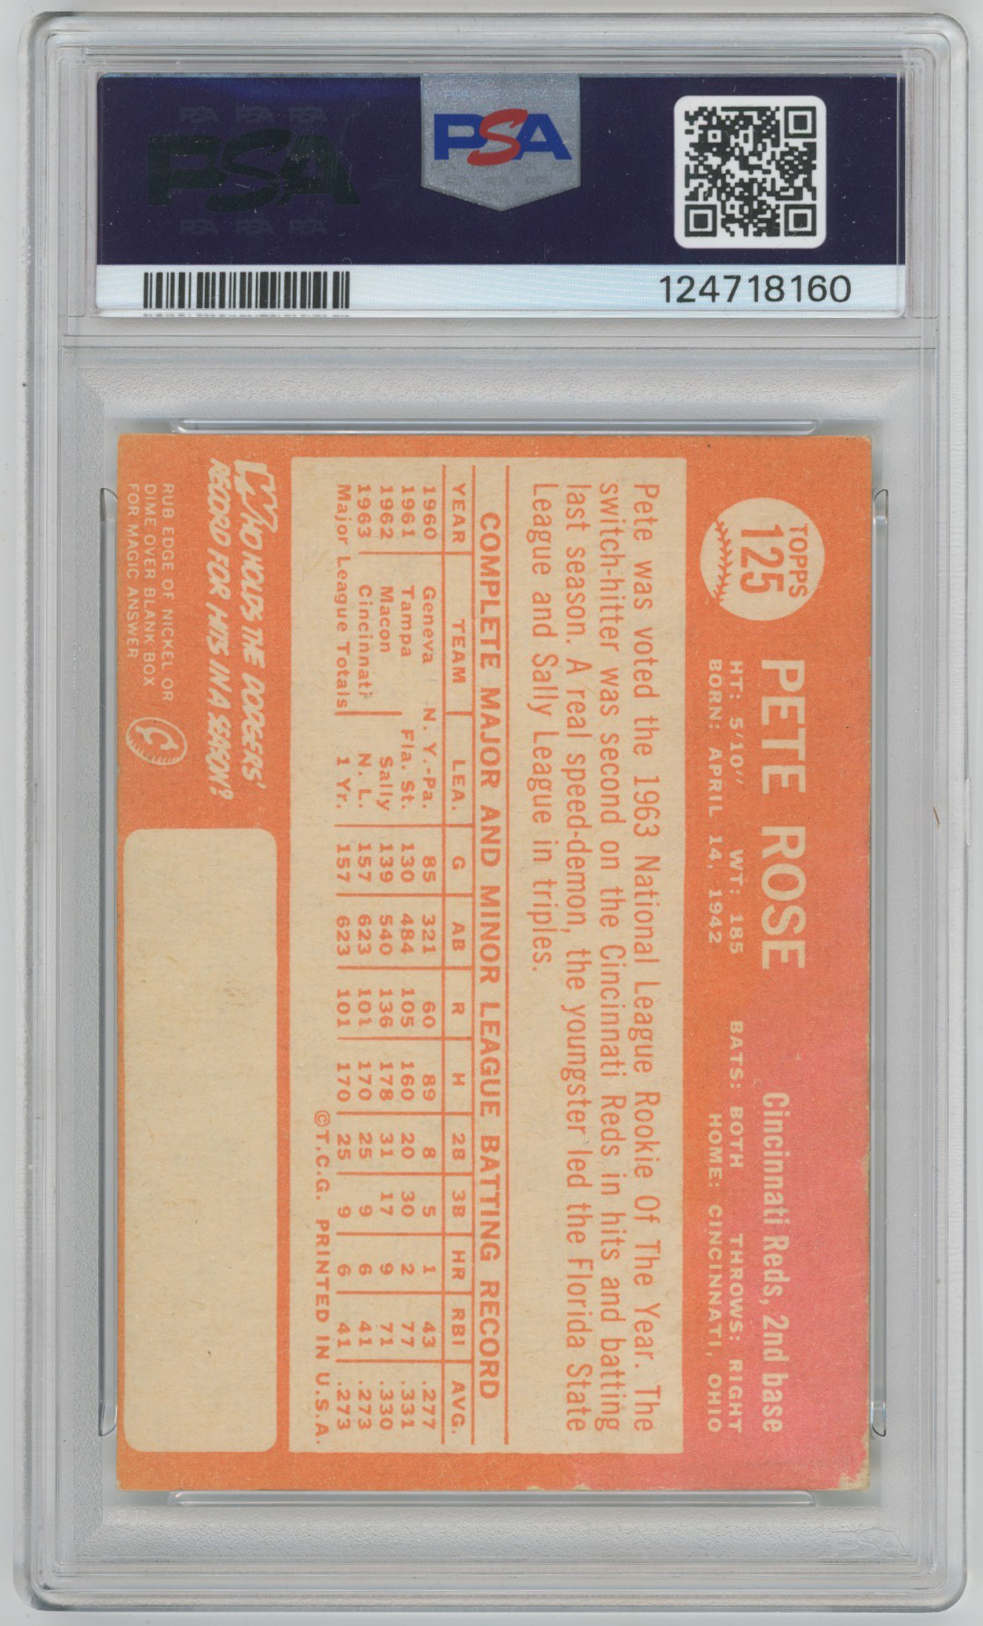 PSA PSA PSA
PSA
PSA PSA PSA
PSA
124718160
TOPPS
125
PETE ROSE
Cincinnati Reds, 2nd base
HT: 5'10" WT: 185 BATS: BOTH THROWS: RIGHT
BORN: APRIL 14, 1942 HOME: CINCINNATI, OHIO
Pete was voted the 1963 National League Rookie Of The Year. The
switch-hitter was second on the Cincinnati Reds in hits and batting
last season. A real speed-demon, the youngster led the Florida State
League and Sally League in triples.
COMPLETE MAJOR AND MINOR LEAGUE BATTING RECORD
YEAR TEAM LEA. G AB R H 2B 3B HR RBI AVG.
1960 Geneva N. Y.-Pa. 85 321 60 89 8 5 1 43 .277
1961 Tampa Fla. St. 130 484 105 160 20 30 2 77 .331
1962 Macon Sally 139 540 136 178 31 17 9 71 .330
1963 Cincinnati N. L. 157 623 101 170 25 9 6 41 .273
Major League Totals 1 Yr. 157 623 101 170 25 9 6 41 .273
©T.C.G. PRINTED IN U.S.A.
WHO HOLDS THE DODGERS'
RECORD FOR HITS IN A SEASON?
RUB EDGE OF NICKEL OR
DIME OVER BLANK BOX
FOR MAGIC ANSWER
PSA